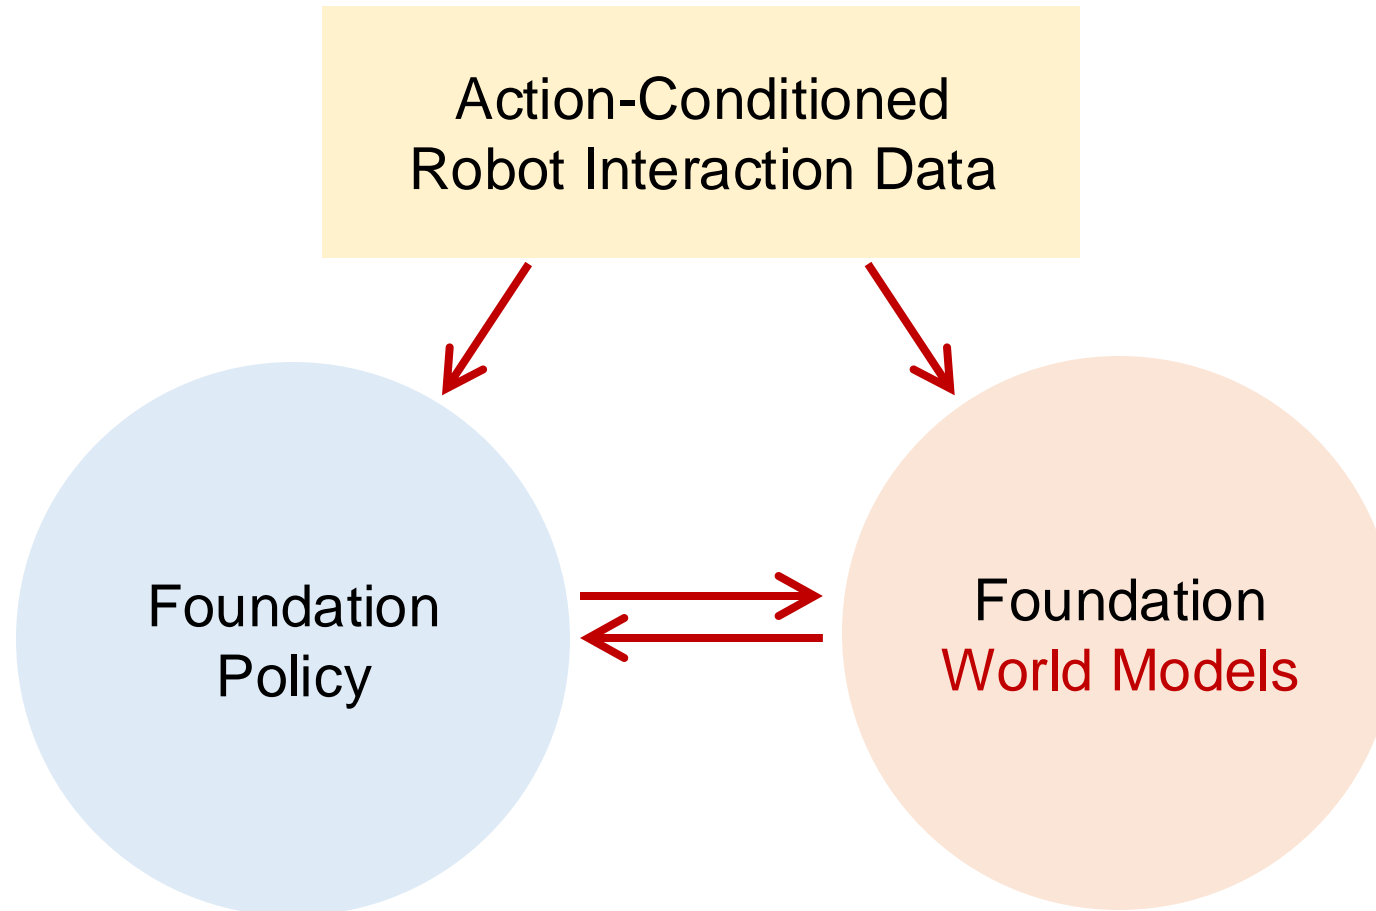 Action-Conditioned
Robot Interaction Data
Foundation
Policy
Foundation
World Models